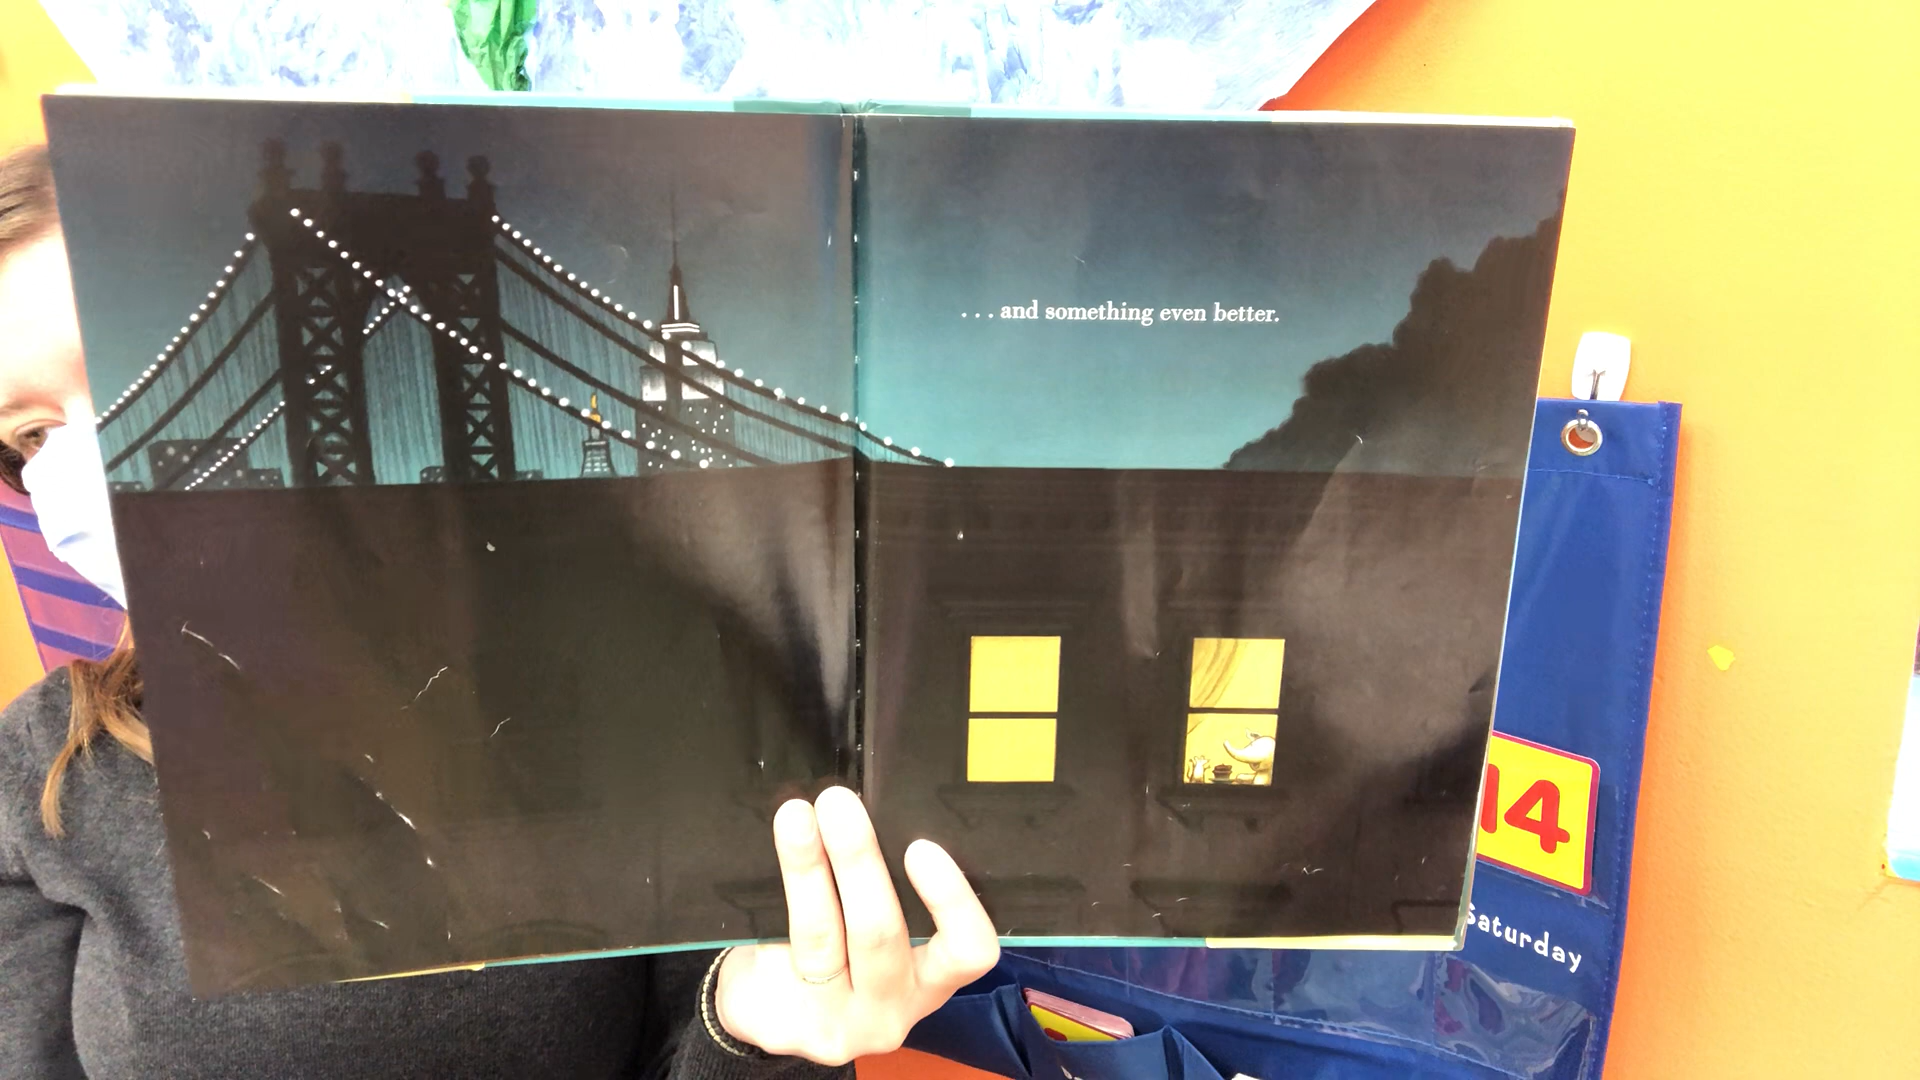 . . . and something even better.
14
Saturday